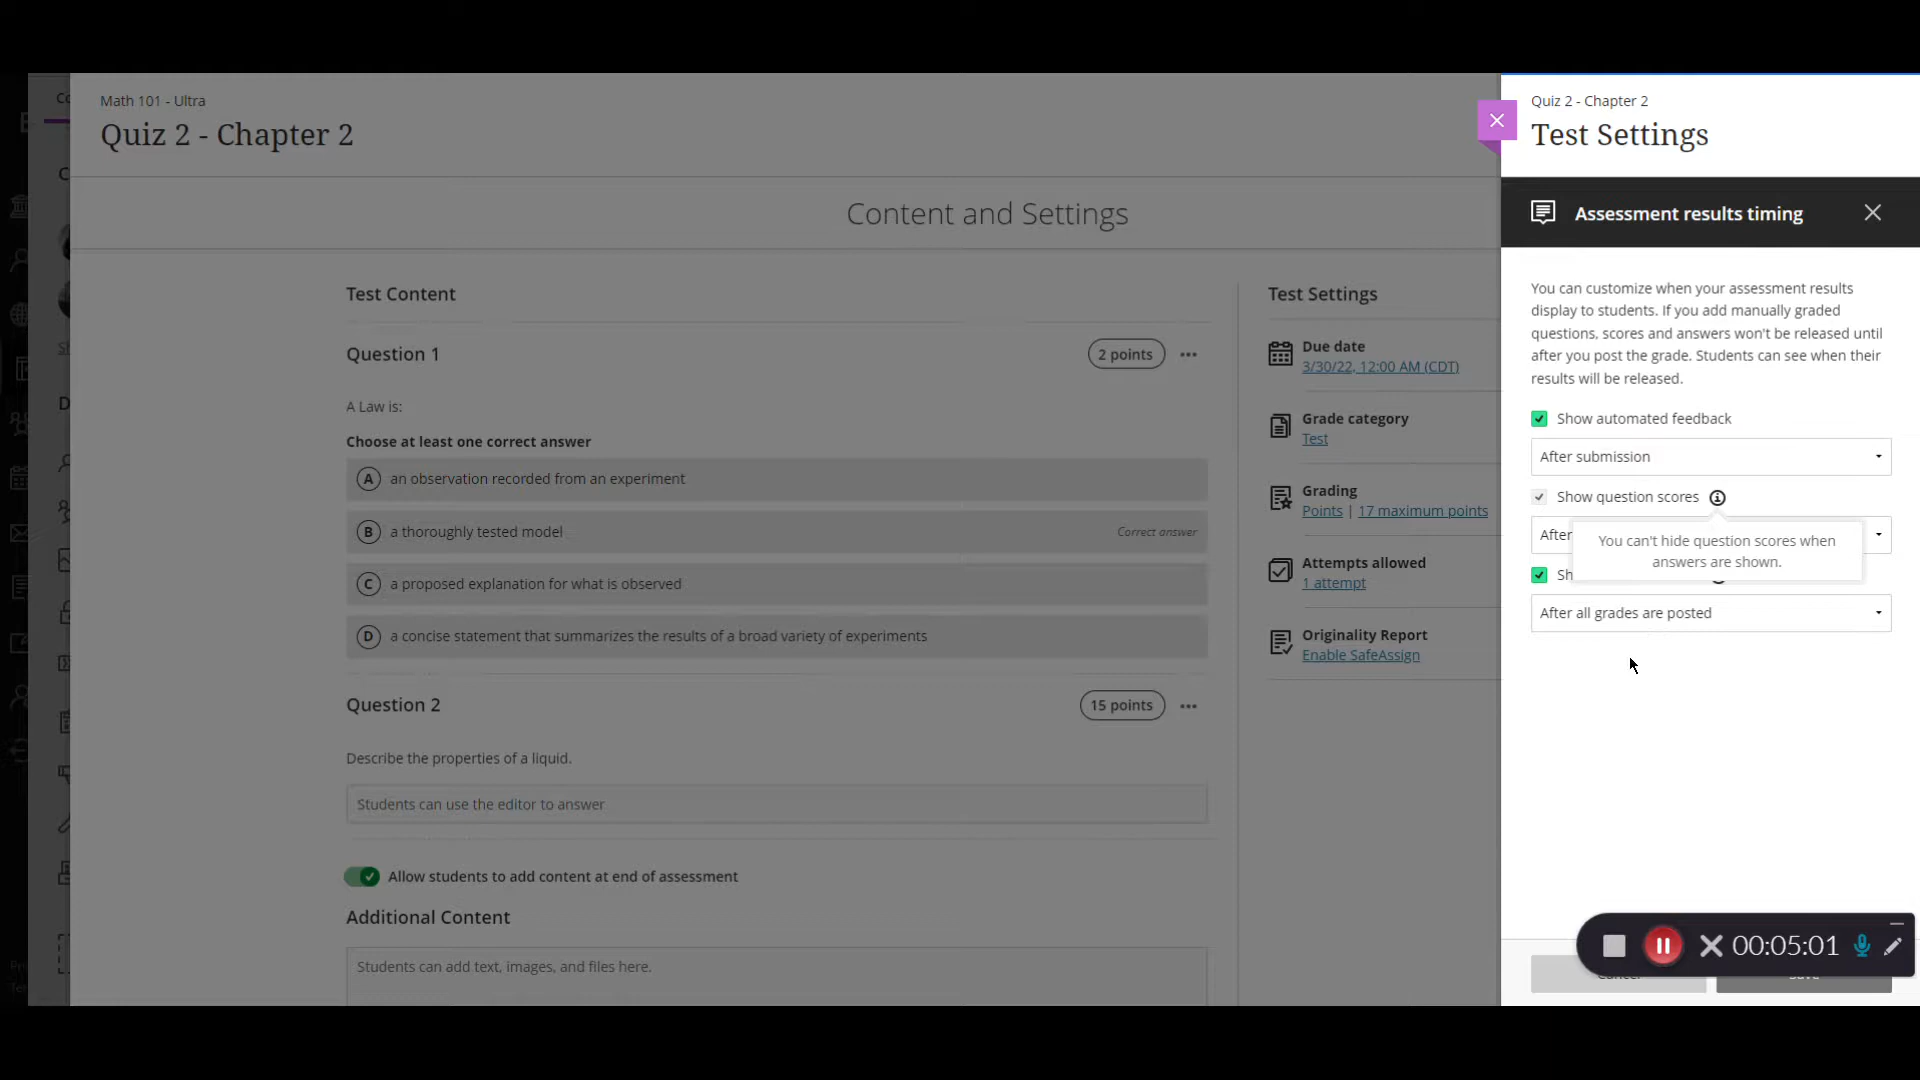 Math 101 - Ultra
Quiz 2 - Chapter 2
Content and Settings
Test Content
Question 1
2 points
A Law is:
Choose at least one correct answer
A an observation recorded from an experiment
B a thoroughly tested model
Correct answer
C a proposed explanation for what is observed
D a concise statement that summarizes the results of a broad variety of experiments
Question 2
15 points
Describe the properties of a liquid.
Students can use the editor to answer
Allow students to add content at end of assessment
Additional Content
Students can add text, images, and files here.
Test Settings
Due date
3/30/22, 12:00 AM (CDT)
Grade category
Test
Grading
Points | 17 maximum points
Attempts allowed
1 attempt
Originality Report
Enable SafeAssign
Quiz 2 - Chapter 2
Test Settings
Assessment results timing
You can customize when your assessment results
display to students. If you add manually graded
questions, scores and answers won't be released until
after you post the grade. Students can see when their
results will be released.
Show automated feedback
After submission
Show question scores
After
You can't hide question scores when
answers are shown.
Sh
After all grades are posted
00:05:01